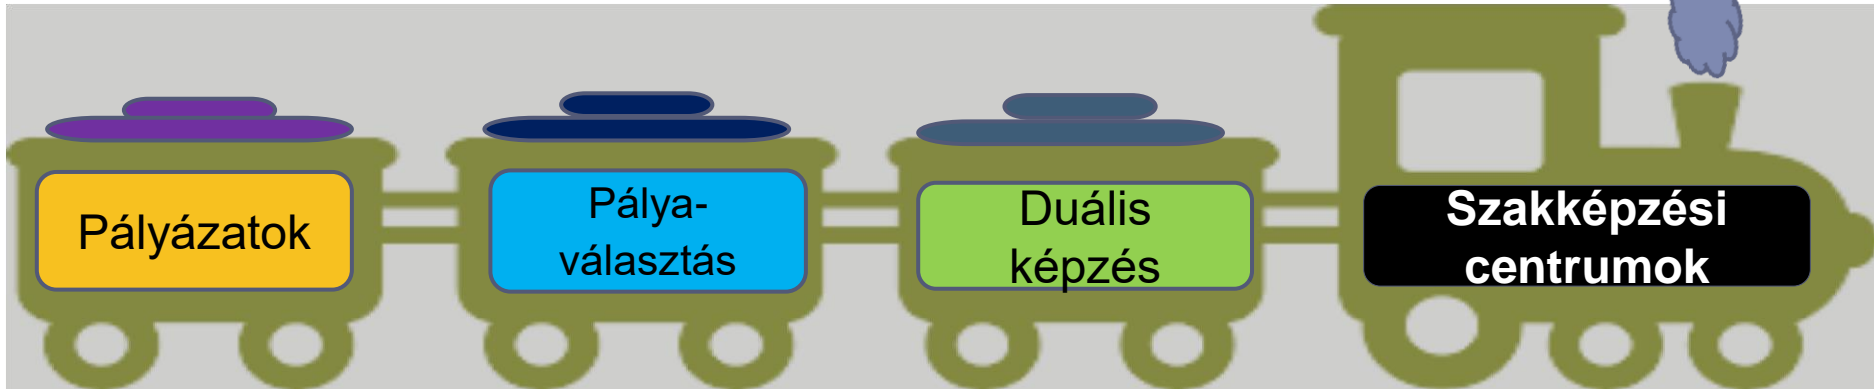 Pályázatok
Pálya-
választás
Duális
képzés
Szakképzési
centrumok